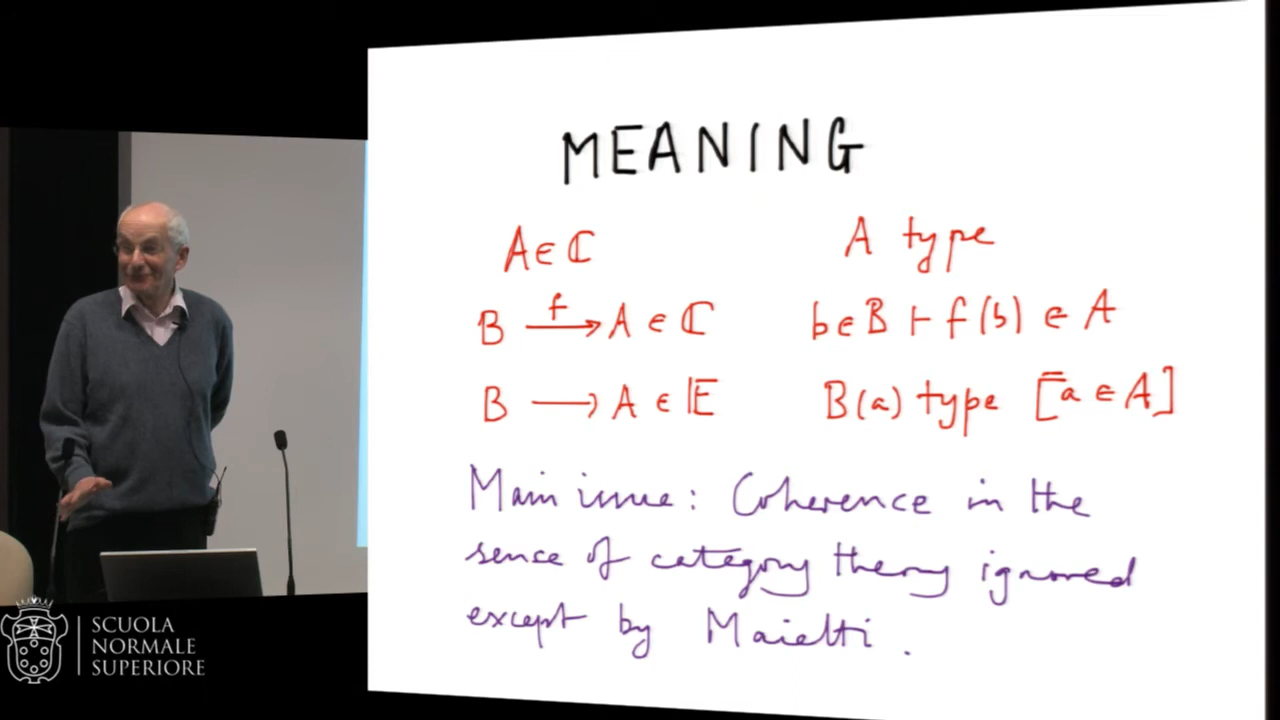 MEANING
A ∈ ℂ    A type
B —f→ A ∈ ℂ    b ∈ B ⊢ f(b) ∈ A
B → A ∈ 𝔼    B(a) type [a ∈ A]
Main issue: Coherence in the
sence of category theory ignored
except by Maietti.
SCUOLA
NORMALE
SUPERIORE